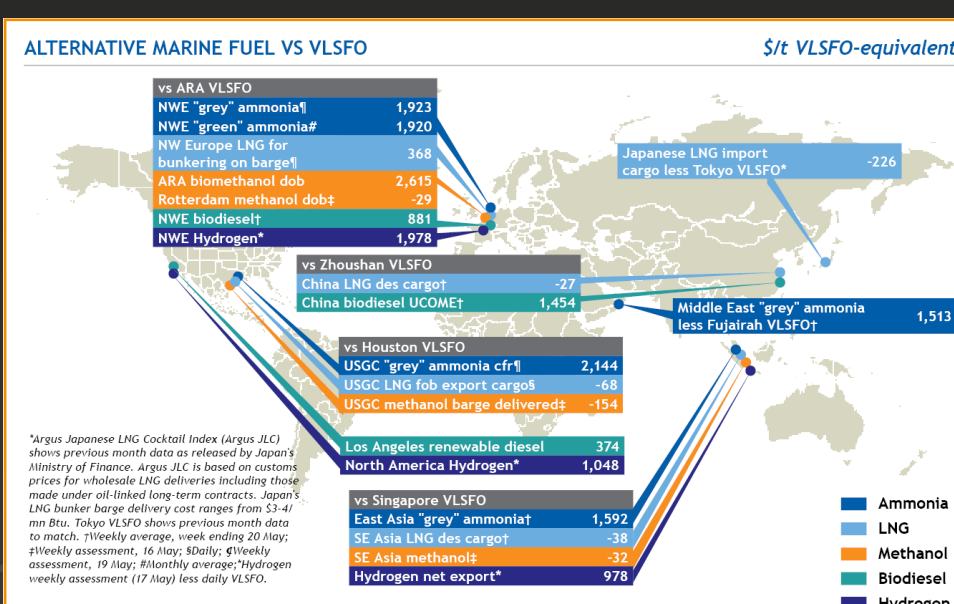 ALTERNATIVE MARINE FUEL VS VLSFO
$/t VLSFO-equivalent
vs ARA VLSFO
NWE "grey" ammonia¶ 1,923
NWE "green" ammonia# 1,920
NW Europe LNG for
bunkering on barge¶ 368
ARA biomethanol dob 2,615
Rotterdam methanol dob‡ -29
NWE biodiesel† 881
NWE Hydrogen* 1,978
Japanese LNG import
cargo less Tokyo VLSFO* -226
vs Zhoushan VLSFO
China LNG des cargo† -27
China biodiesel UCOME† 1,454
Middle East "grey" ammonia
less Fujairah VLSFO† 1,513
vs Houston VLSFO
USGC "grey" ammonia cfr¶ 2,144
USGC LNG fob export cargo§ -68
USGC methanol barge delivered‡ -154
Los Angeles renewable diesel 374
North America Hydrogen* 1,048
vs Singapore VLSFO
East Asia "grey" ammonia† 1,592
SE Asia LNG des cargo† -38
SE Asia methanol‡ -32
Hydrogen net export* 978
*Argus Japanese LNG Cocktail Index (Argus JLC)
shows previous month data as released by Japan's
Ministry of Finance. Argus JLC is based on customs
prices for wholesale LNG deliveries including those
made under oil-linked long-term contracts. Japan's
LNG bunker barge delivery cost ranges from $3-4/
mn Btu. Tokyo VLSFO shows previous month data
to match. †Weekly average, week ending 20 May;
‡Weekly assessment, 16 May; §Daily; ¶Weekly
assessment, 19 May; #Monthly average;*Hydrogen
weekly assessment (17 May) less daily VLSFO.
Ammonia
LNG
Methanol
Biodiesel
Hydrogen